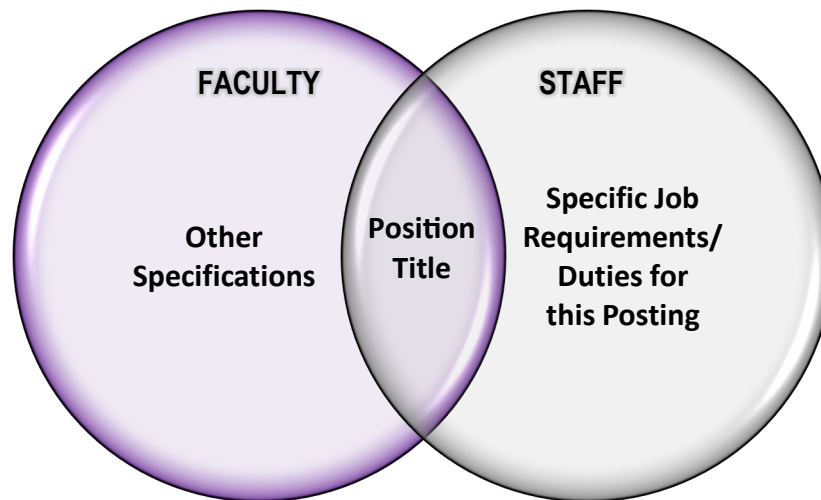 FACULTY
STAFF
Other
Specifications
Position
Title
Specific Job
Requirements/
Duties for
this Posting